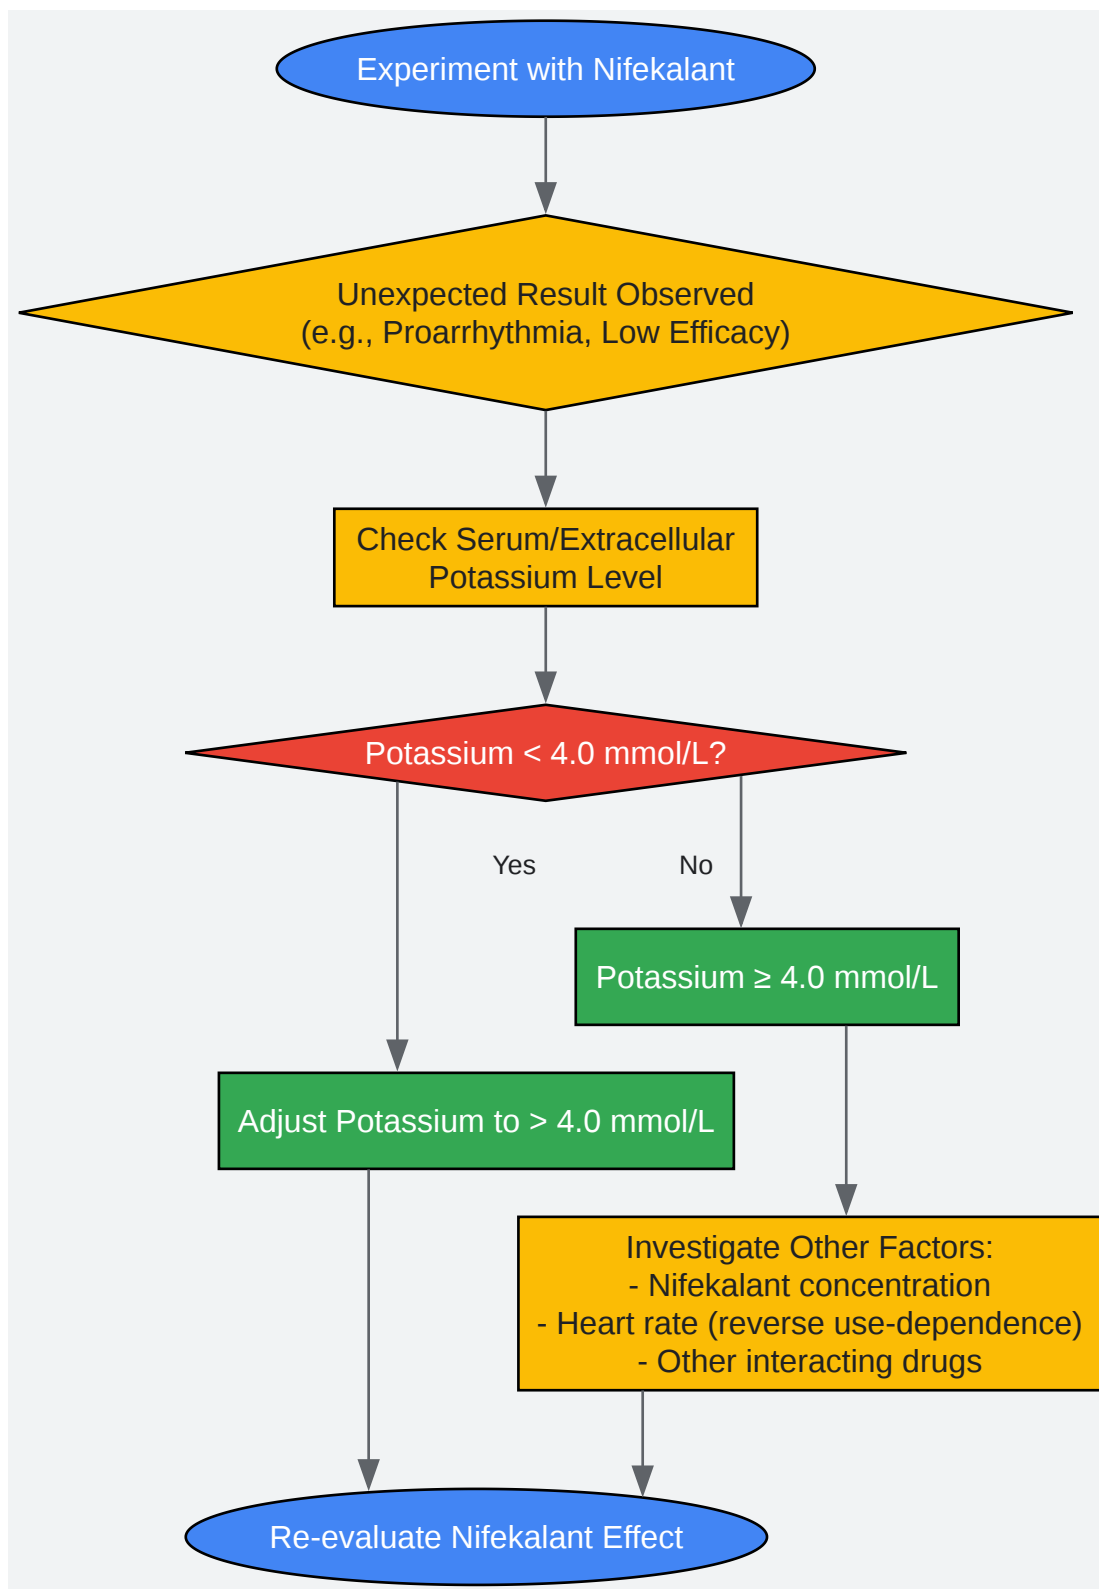 Experiment with Nifekalant
Unexpected Result Observed
(e.g., Proarrhythmia, Low Efficacy)
Check Serum/Extracellular
Potassium Level
Potassium < 4.0 mmol/L?
Yes
No
Potassium ≥ 4.0 mmol/L
Adjust Potassium to > 4.0 mmol/L
Investigate Other Factors:
- Nifekalant concentration
- Heart rate (reverse use-dependence)
- Other interacting drugs
Re-evaluate Nifekalant Effect